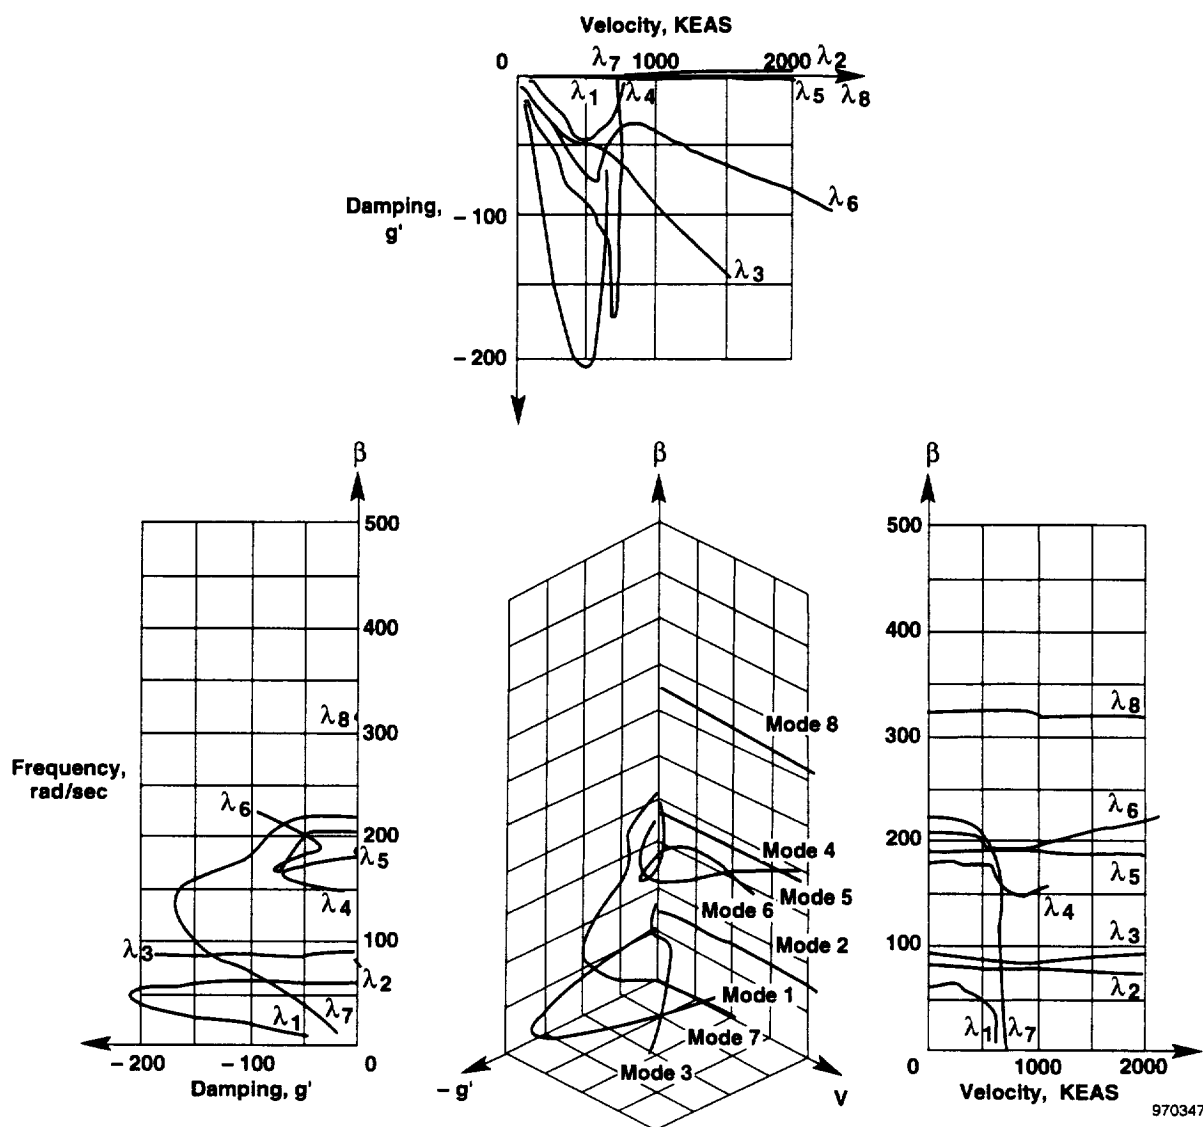 Velocity, KEAS
0 λ7 1000 2000 λ2
λ1 λ4 λ5 λ8
Damping, g'
– 100
λ6
λ3
– 200
β
500
400
λ8
300
Frequency, rad/sec
λ6
200
λ5
λ4
100
λ3
λ2
λ1 λ7
– 200 – 100 0
Damping, g'
β
Mode 8
Mode 4
Mode 5
Mode 6
Mode 2
Mode 1
Mode 7
Mode 3
– g'
V
β
500
400
λ8
300
λ6
200
λ5
λ4
λ3
100
λ2
λ1 λ7
0 1000 2000
Velocity, KEAS
970347